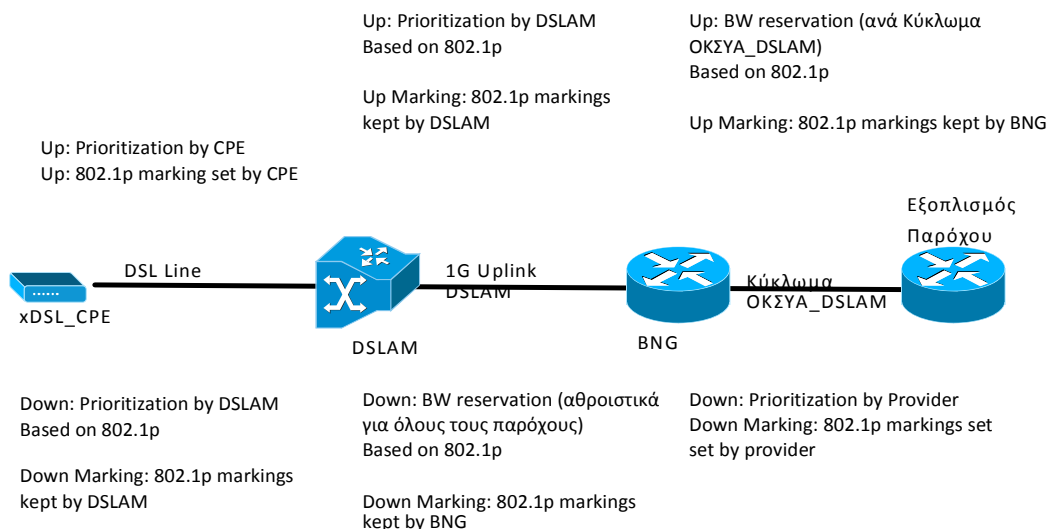 Up: Prioritization by DSLAM
Based on 802.1p
Up Marking: 802.1p markings
kept by DSLAM
Up: BW reservation (ανά Κύκλωμα
ΟΚΣΥΑ_DSLAM)
Based on 802.1p
Up Marking: 802.1p markings kept by BNG
Up: Prioritization by CPE
Up: 802.1p marking set by CPE
Εξοπλισμός
Παρόχου
DSL Line
1G Uplink
DSLAM
Κύκλωμα
ΟΚΣΥΑ_DSLAM
xDSL_CPE
DSLAM
BNG
Down: Prioritization by DSLAM
Based on 802.1p
Down Marking: 802.1p markings
kept by DSLAM
Down: BW reservation (αθροιστικά
για όλους τους παρόχους)
Based on 802.1p
Down Marking: 802.1p markings
kept by BNG
Down: Prioritization by Provider
Down Marking: 802.1p markings set
set by provider